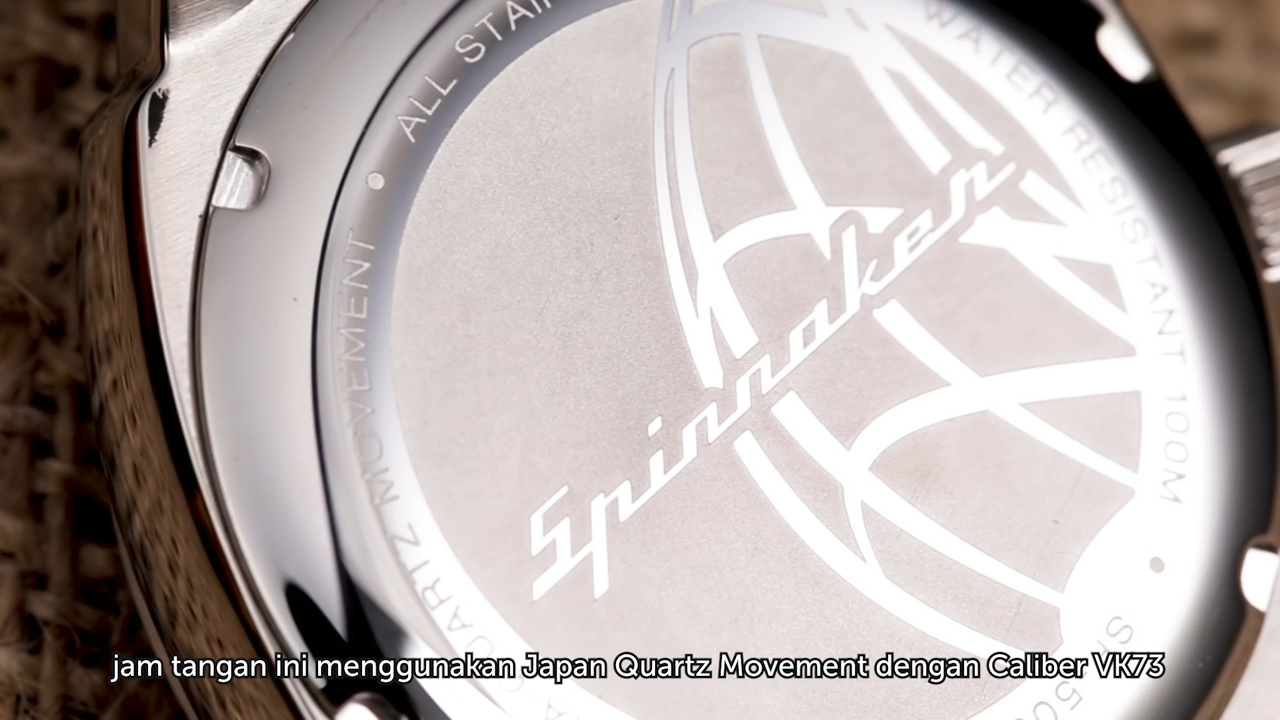 ALL STAI
WATER RESISTANT 100M
QUARTZ MOVEMENT
Spinnaker
jam tangan ini menggunakan Japan Quartz Movement dengan Caliber VK73